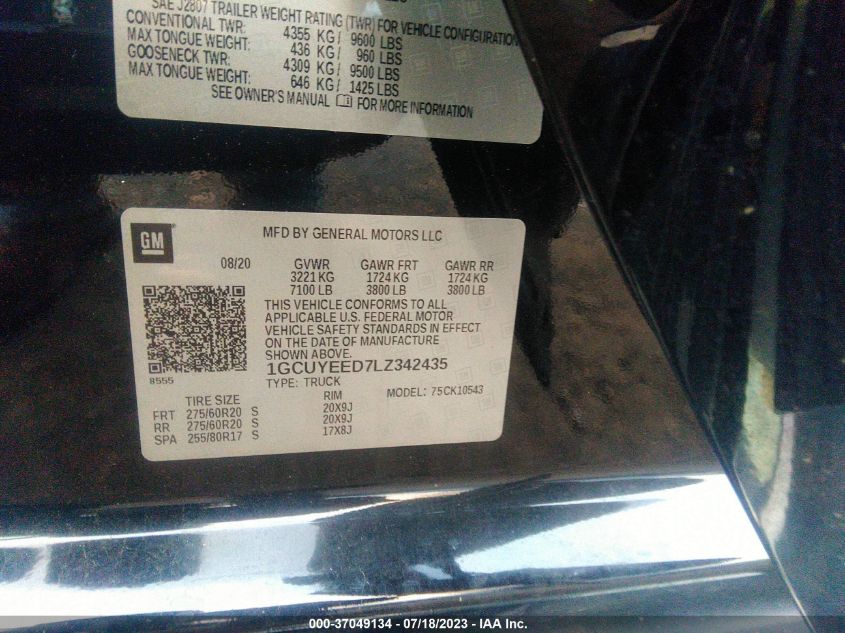 SAE J2807 TRAILER WEIGHT RATING (TWR) FOR VEHICLE CONFIGURATION
CONVENTIONAL TWR: 4355 KG/ 9600 LBS
MAX TONGUE WEIGHT: 436 KG/ 960 LBS
GOOSENECK TWR: 4309 KG/ 9500 LBS
MAX TONGUE WEIGHT: 646 KG/ 1425 LBS
SEE OWNER'S MANUAL FOR MORE INFORMATION
GM
MFD BY GENERAL MOTORS LLC
08/20 GVWR GAWR FRT GAWR RR
3221 KG 1724 KG 1724 KG
7100 LB 3800 LB 3800 LB
THIS VEHICLE CONFORMS TO ALL
APPLICABLE U.S. FEDERAL MOTOR
VEHICLE SAFETY STANDARDS IN EFFECT
ON THE DATE OF MANUFACTURE
SHOWN ABOVE.
1GCUYEED7LZ342435
8555
TYPE: TRUCK MODEL: 75CK10543
TIRE SIZE RIM
FRT 275/60R20 S 20X9J
RR 275/60R20 S 20X9J
SPA 255/80R17 S 17X8J
000-37049134 - 07/18/2023 - IAA Inc.